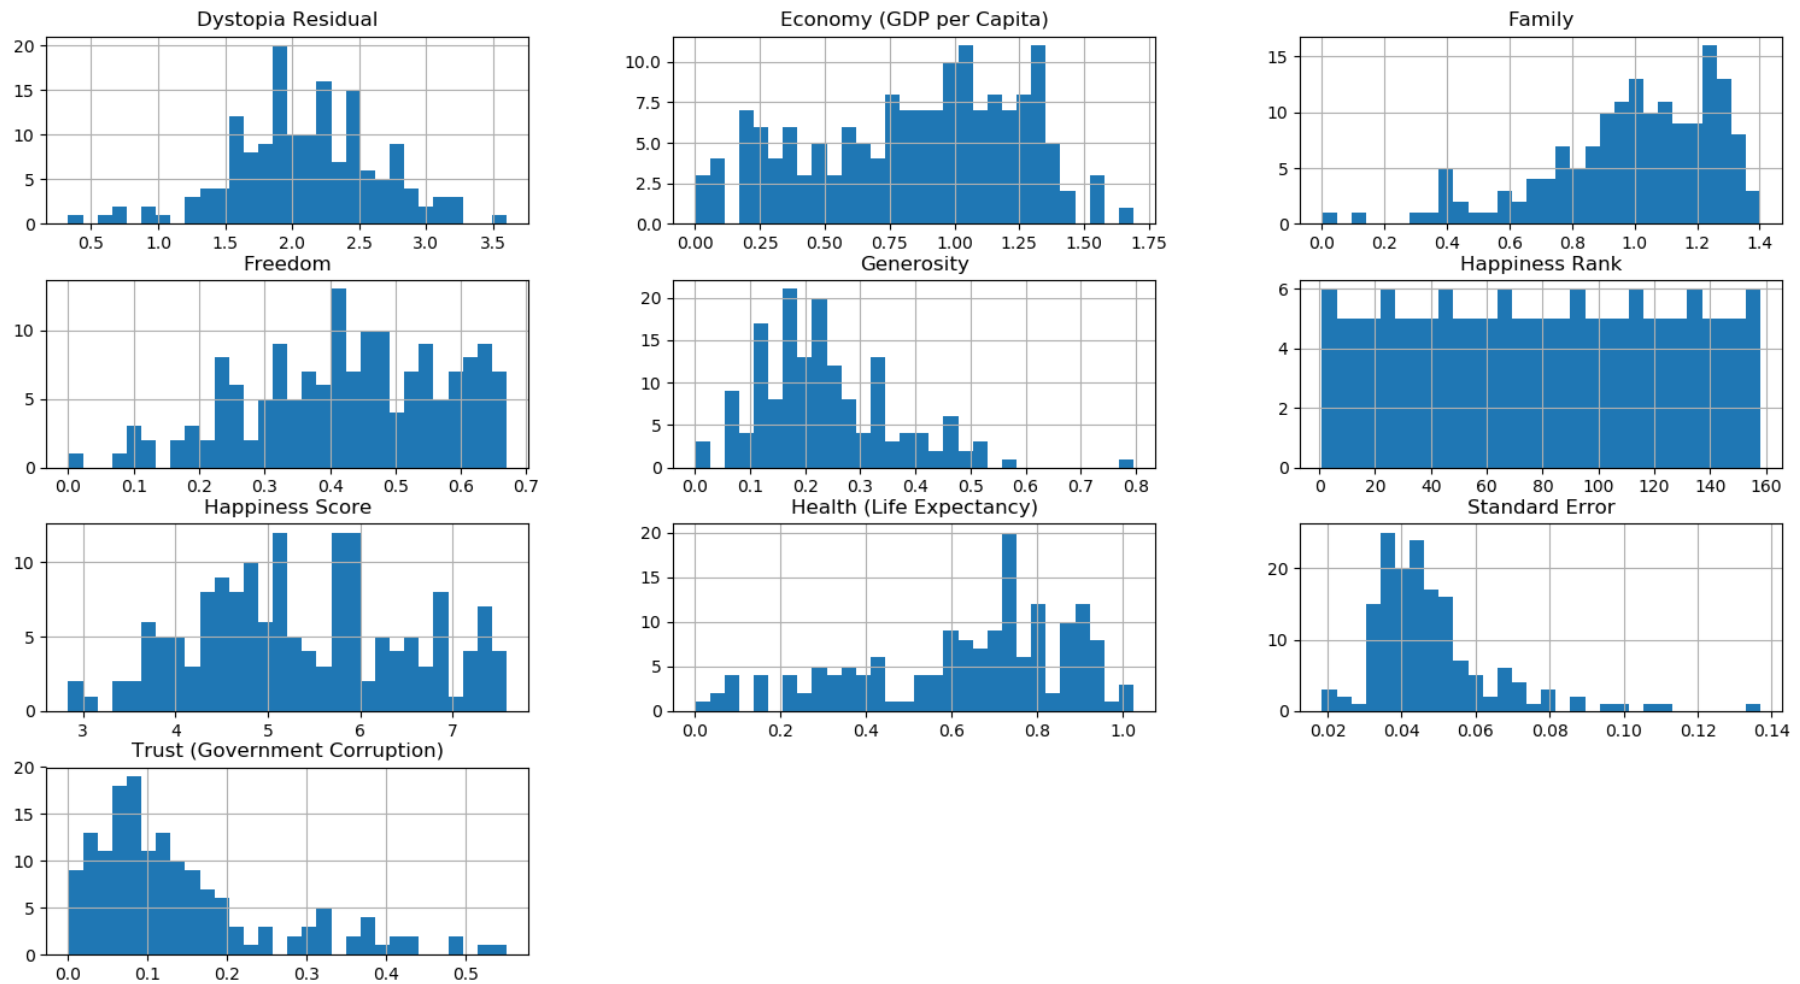 Dystopia Residual
20
15
10
5
0
0.5 1.0 1.5 2.0 2.5 3.0 3.5
Economy (GDP per Capita)
10.0
7.5
5.0
2.5
0.0
0.00 0.25 0.50 0.75 1.00 1.25 1.50 1.75
Family
15
10
5
0
0.0 0.2 0.4 0.6 0.8 1.0 1.2 1.4
Freedom
10
5
0
0.0 0.1 0.2 0.3 0.4 0.5 0.6 0.7
Generosity
20
15
10
5
0
0.0 0.1 0.2 0.3 0.4 0.5 0.6 0.7 0.8
Happiness Rank
6
4
2
0
0 20 40 60 80 100 120 140 160
Happiness Score
10
5
0
3 4 5 6 7
Health (Life Expectancy)
20
15
10
5
0
0.0 0.2 0.4 0.6 0.8 1.0
Standard Error
20
10
0
0.02 0.04 0.06 0.08 0.10 0.12 0.14
Trust (Government Corruption)
20
15
10
5
0
0.0 0.1 0.2 0.3 0.4 0.5